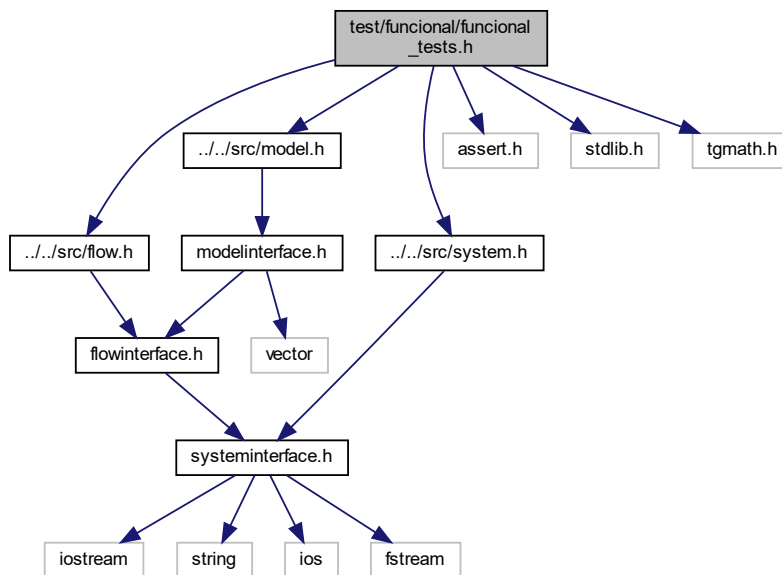 test/funcional/funcional
_tests.h
../../src/model.h
assert.h
stdlib.h
tgmath.h
../../src/flow.h
modelinterface.h
../../src/system.h
flowinterface.h
vector
systeminterface.h
iostream
string
ios
fstream